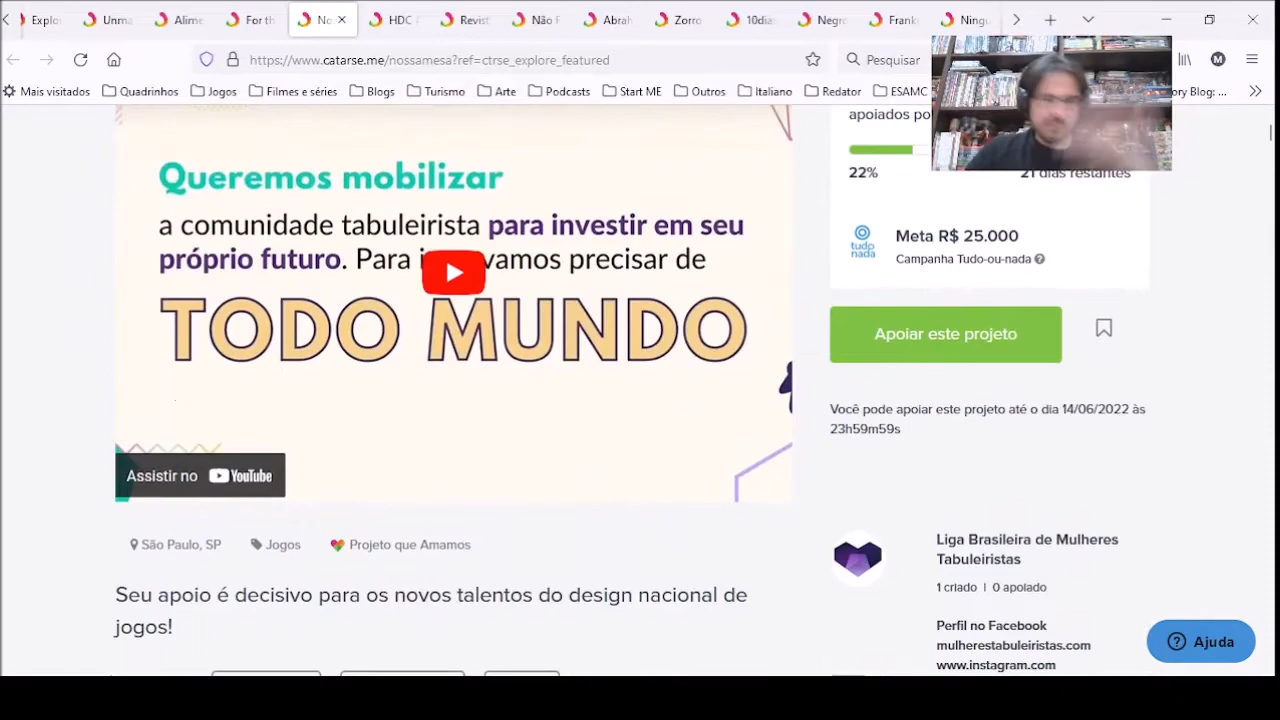 Explor
Unma
Alime
For th
No
HDC
Revist
Não F
Abrah
Zorro
10dias
Negro
Frank
Ningu
https://www.catarse.me/nossamesa?ref=ctrse_explore_featured
Pesquisar
Mais visitados
Quadrinhos
Jogos
Filmes e séries
Blogs
Turismo
Arte
Podcasts
Start ME
Outros
Italiano
Redator
ESAMC
ory Blog: ...
Queremos mobilizar
a comunidade tabuleirista para investir em seu
próprio futuro. Para vamos precisar de
TODO MUNDO
Assistir no YouTube
apoiados po
22%
21 dias restantes
tudo
nada
Meta R$ 25.000
Campanha Tudo-ou-nada
Apoiar este projeto
Você pode apoiar este projeto até o dia 14/06/2022 às
23h59m59s
São Paulo, SP
Jogos
Projeto que Amamos
Seu apoio é decisivo para os novos talentos do design nacional de
jogos!
Liga Brasileira de Mulheres
Tabuleiristas
1 criado | 0 apoiado
Perfil no Facebook
mulherestabuleiristas.com
www.instagram.com
Ajuda